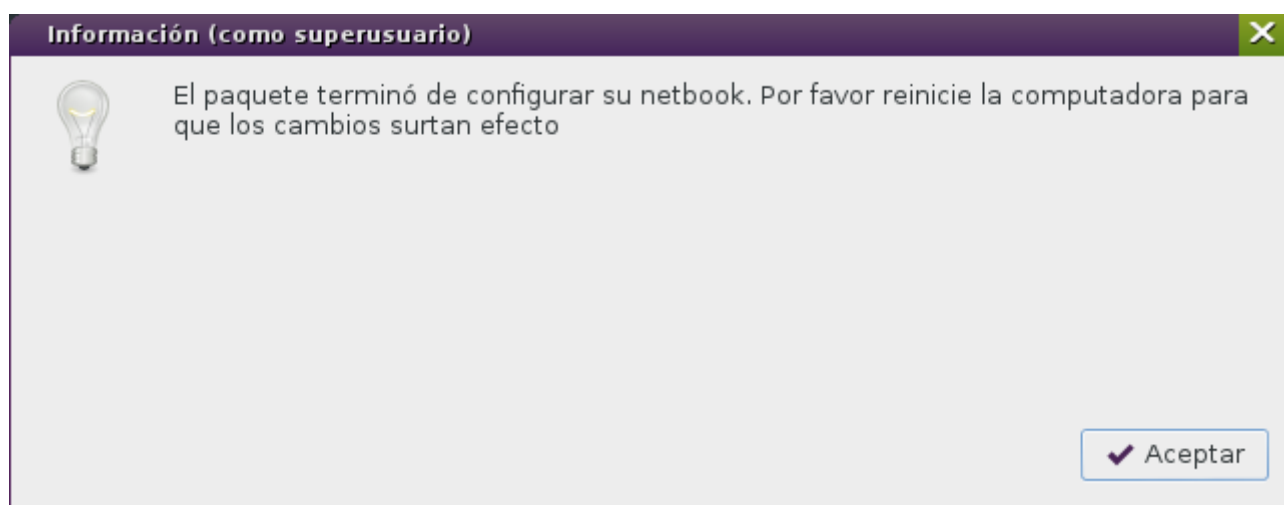 Información (como superusuario)
El paquete terminó de configurar su netbook. Por favor reinicie la computadora para
que los cambios surtan efecto
Aceptar